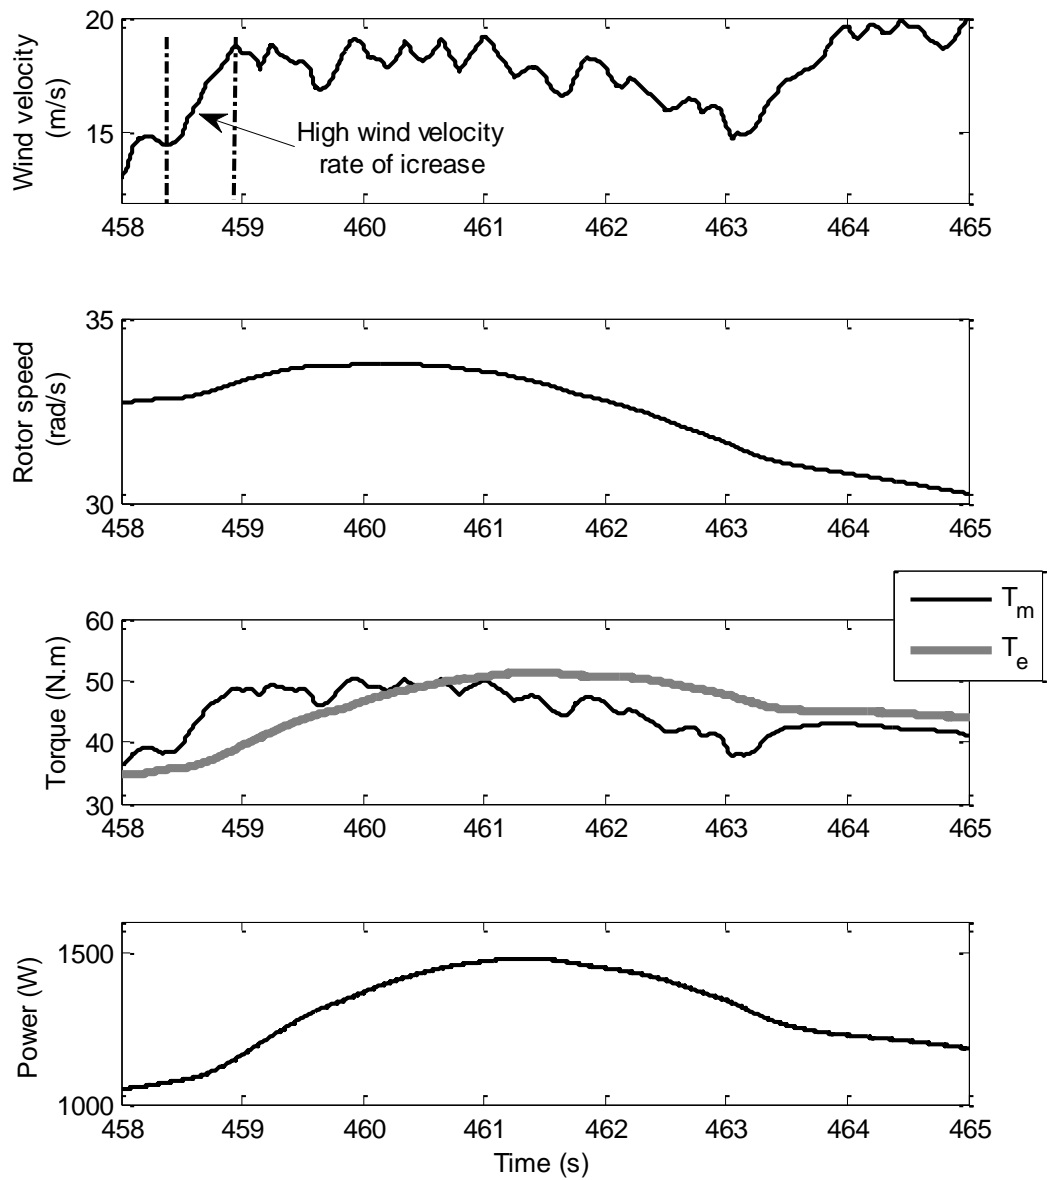 20
15
Wind velocity
(m/s)
High wind velocity
rate of icrease
458 459 460 461 462 463 464 465
35
30
Rotor speed
(rad/s)
458 459 460 461 462 463 464 465
T_m
T_e
60
50
40
30
Torque (N.m)
458 459 460 461 462 463 464 465
1500
1000
Power (W)
458 459 460 461 462 463 464 465
Time (s)